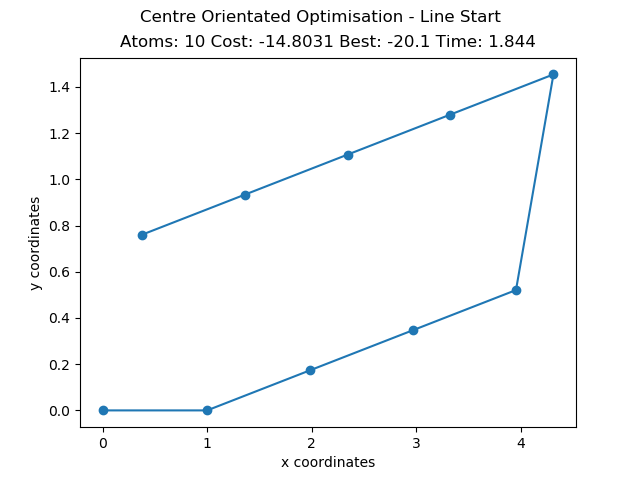 Centre Orientated Optimisation - Line Start
Atoms: 10 Cost: -14.8031 Best: -20.1 Time: 1.844
1.4
1.2
1.0
0.8
0.6
0.4
0.2
0.0
y coordinates
0 1 2 3 4
x coordinates